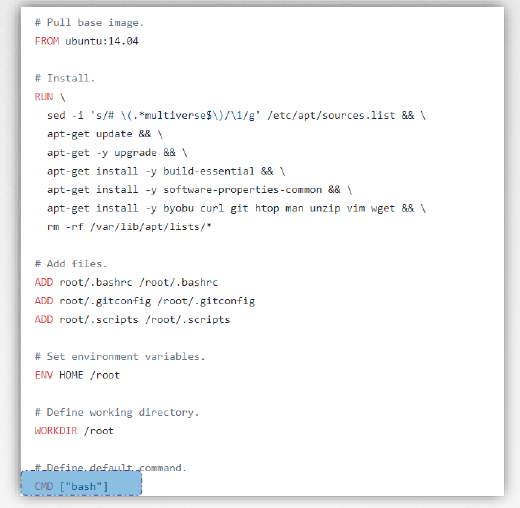 # Pull base image.
FROM ubuntu:14.04
# Install.
RUN \
sed -i 's/# \(.*multiverse$\)/\1/g' /etc/apt/sources.list && \
apt-get update && \
apt-get -y upgrade && \
apt-get install -y build-essential && \
apt-get install -y software-properties-common && \
apt-get install -y byobu curl git htop man unzip vim wget && \
rm -rf /var/lib/apt/lists/*
# Add files.
ADD root/.bashrc /root/.bashrc
ADD root/.gitconfig /root/.gitconfig
ADD root/.scripts /root/.scripts
# Set environment variables.
ENV HOME /root
# Define working directory.
WORKDIR /root
# Define default command.
CMD ["bash"]